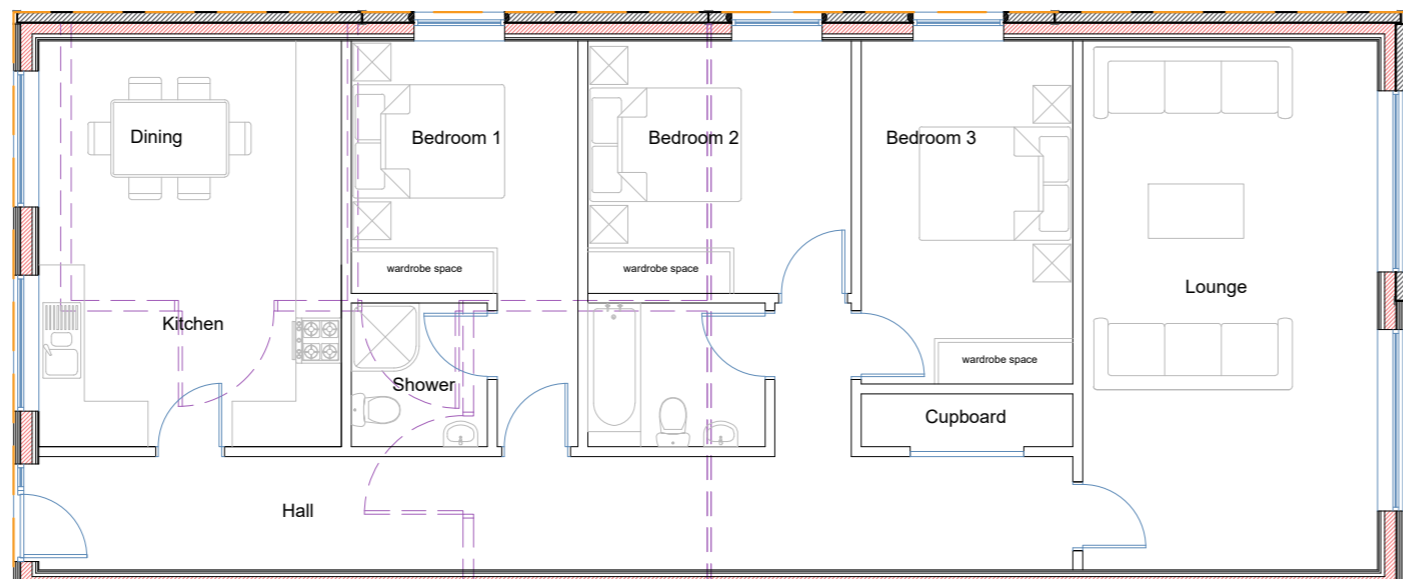 Dining
Bedroom 1
Bedroom 2
Bedroom 3
wardrobe space
wardrobe space
Lounge
Kitchen
wardrobe space
Shower
Cupboard
Hall